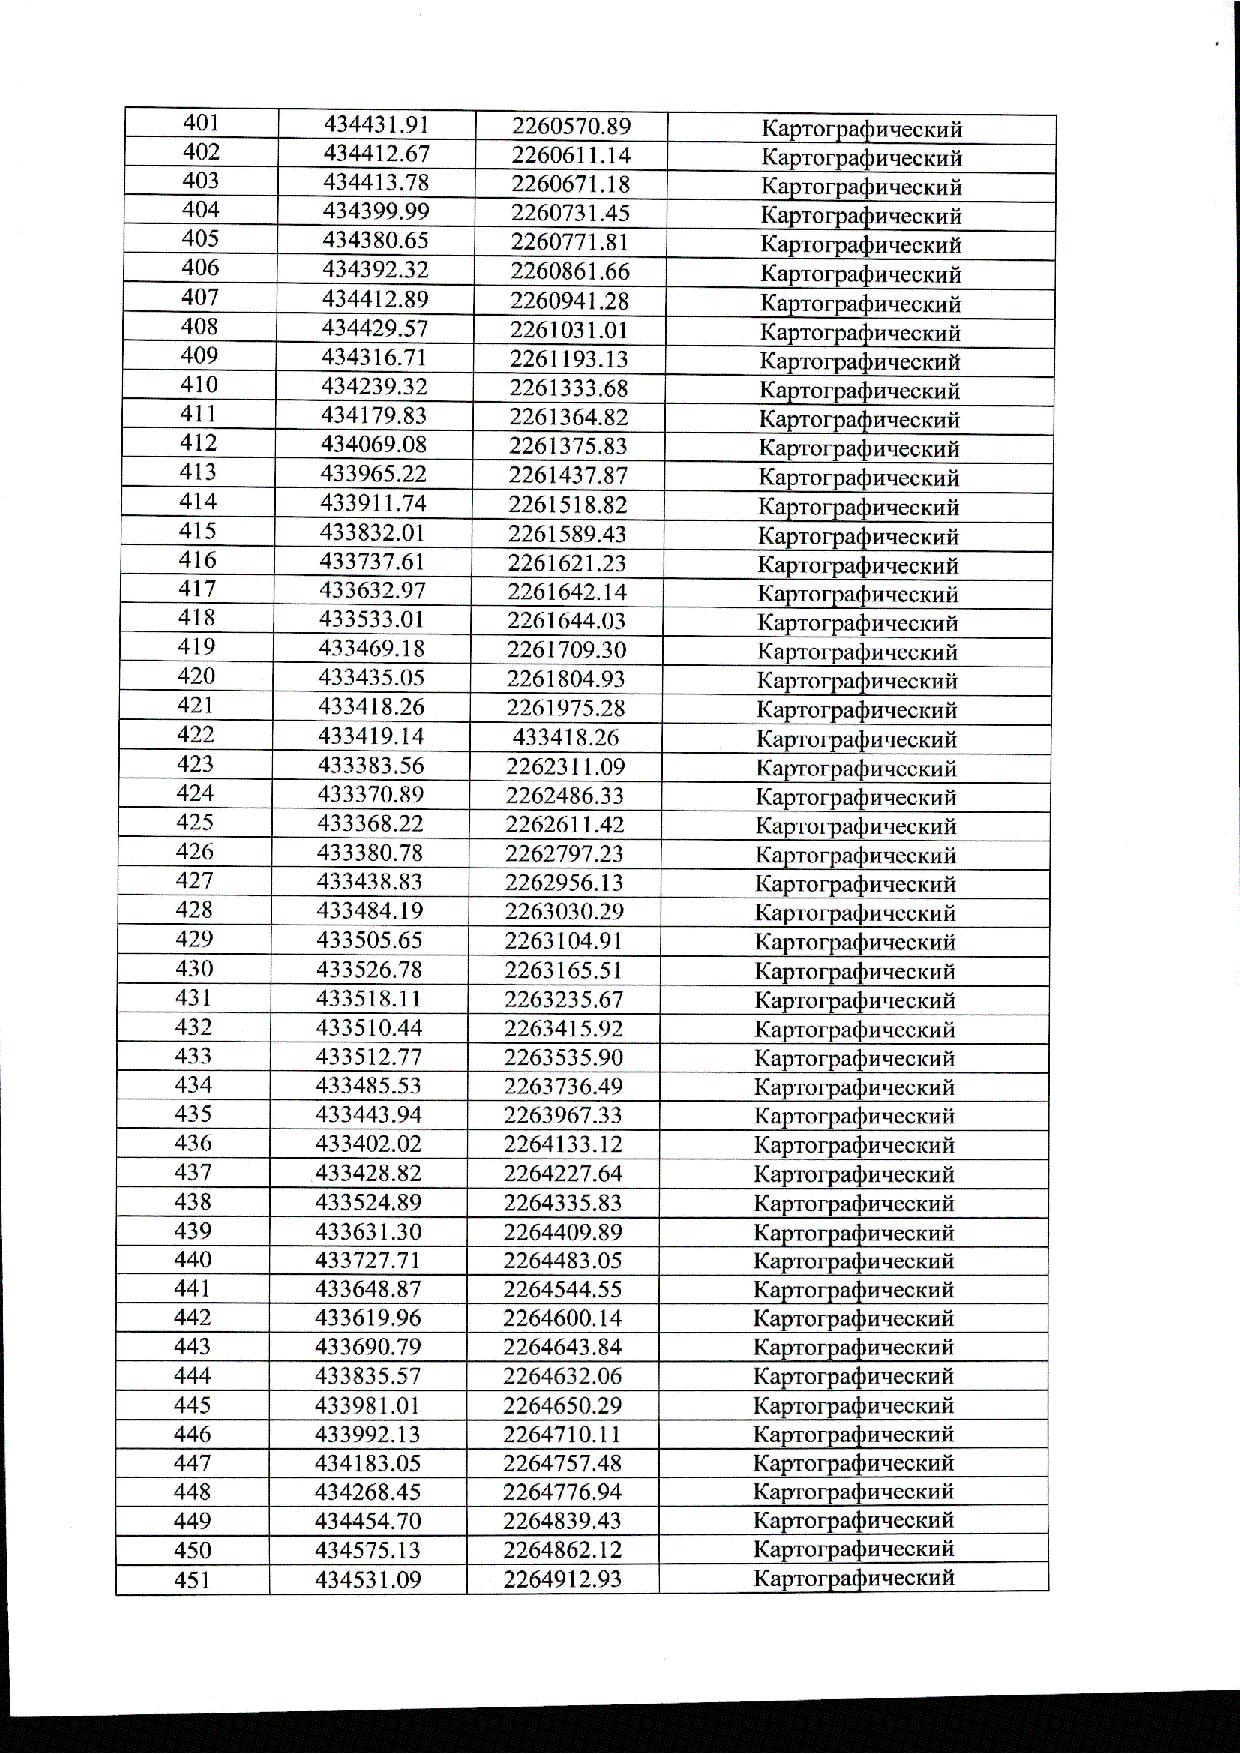 401 434431.91 2260570.89 Картографический
402 434412.67 2260611.14 Картографический
403 434413.78 2260671.18 Картографический
404 434399.99 2260731.45 Картографический
405 434380.65 2260771.81 Картографический
406 434392.32 2260861.66 Картографический
407 434412.89 2260941.28 Картографический
408 434429.57 2261031.01 Картографический
409 434316.71 2261193.13 Картографический
410 434239.32 2261333.68 Картографический
411 434179.83 2261364.82 Картографический
412 434069.08 2261375.83 Картографический
413 433965.22 2261437.87 Картографический
414 433911.74 2261518.82 Картографический
415 433832.01 2261589.43 Картографический
416 433737.61 2261621.23 Картографический
417 433632.97 2261642.14 Картографический
418 433533.01 2261644.03 Картографический
419 433469.18 2261709.30 Картографический
420 433435.05 2261804.93 Картографический
421 433418.26 2261975.28 Картографический
422 433419.14 433418.26 Картографический
423 433383.56 2262311.09 Картографический
424 433370.89 2262486.33 Картографический
425 433368.22 2262611.42 Картографический
426 433380.78 2262797.23 Картографический
427 433438.83 2262956.13 Картографический
428 433484.19 2263030.29 Картографический
429 433505.65 2263104.91 Картографический
430 433526.78 2263165.51 Картографический
431 433518.11 2263235.67 Картографический
432 433510.44 2263415.92 Картографический
433 433512.77 2263535.90 Картографический
434 433485.53 2263736.49 Картографический
435 433443.94 2263967.33 Картографический
436 433402.02 2264133.12 Картографический
437 433428.82 2264227.64 Картографический
438 433524.89 2264335.83 Картографический
439 433631.30 2264409.89 Картографический
440 433727.71 2264483.05 Картографический
441 433648.87 2264544.55 Картографический
442 433619.96 2264600.14 Картографический
443 433690.79 2264643.84 Картографический
444 433835.57 2264632.06 Картографический
445 433981.01 2264650.29 Картографический
446 433992.13 2264710.11 Картографический
447 434183.05 2264757.48 Картографический
448 434268.45 2264776.94 Картографический
449 434454.70 2264839.43 Картографический
450 434575.13 2264862.12 Картографический
451 434531.09 2264912.93 Картографический